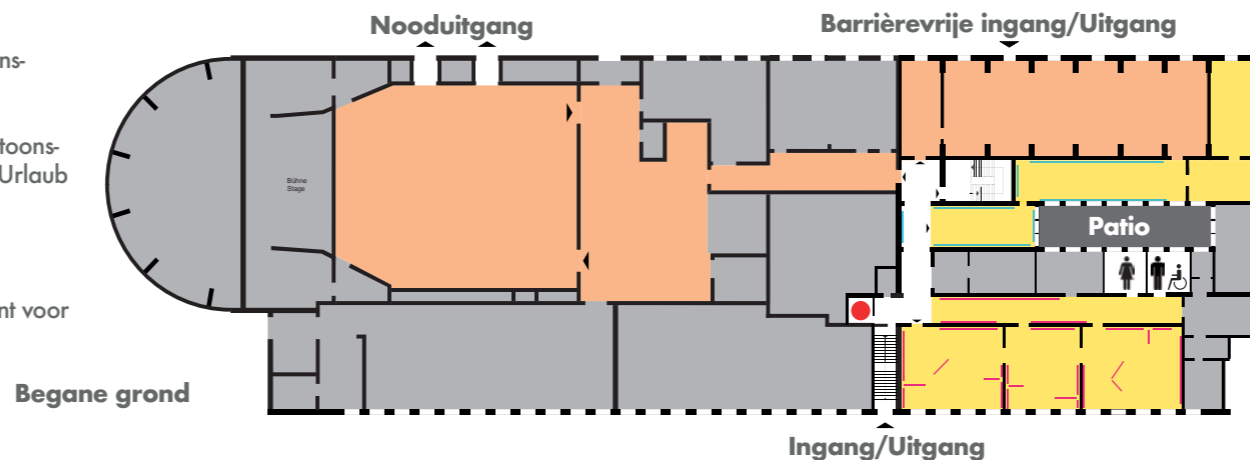 Nooduitgang
Barrièrevrije ingang/Uitgang
ns-
toons-
Urlaub
nt voor
Bühne
Stage
Patio
Begane grond
Ingang/Uitgang